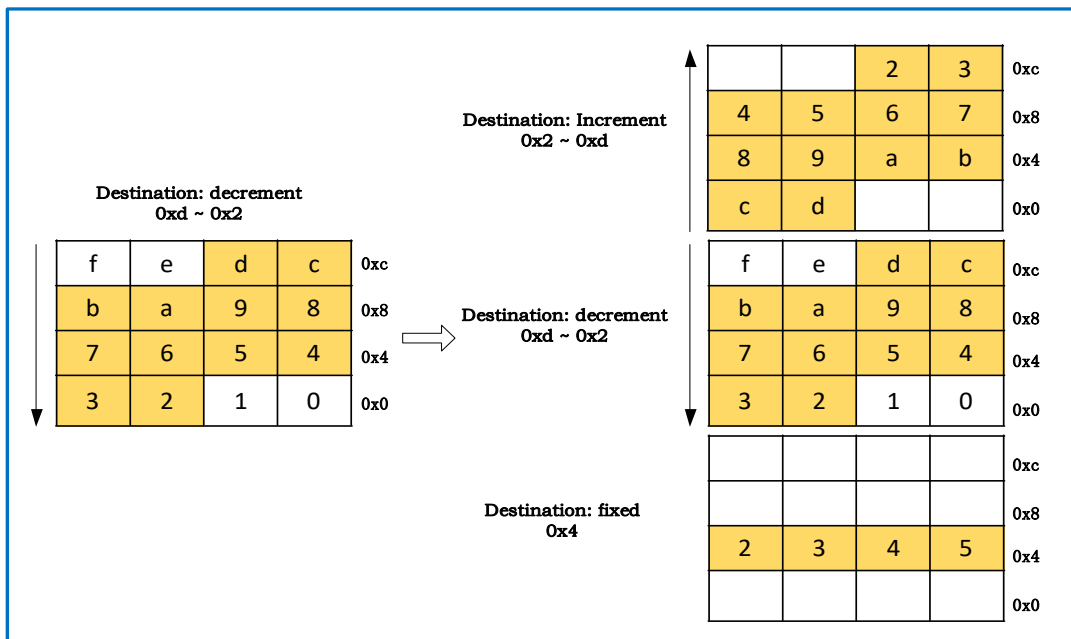 Destination: decrement
0xd ~ 0x2
f e d c 0xc
b a 9 8 0x8
7 6 5 4 0x4
3 2 1 0 0x0
Destination: Increment
0x2 ~ 0xd
2 3 0xc
4 5 6 7 0x8
8 9 a b 0x4
c d 0x0
Destination: decrement
0xd ~ 0x2
f e d c 0xc
b a 9 8 0x8
7 6 5 4 0x4
3 2 1 0 0x0
Destination: fixed
0x4
0xc
0x8
2 3 4 5 0x4
0x0